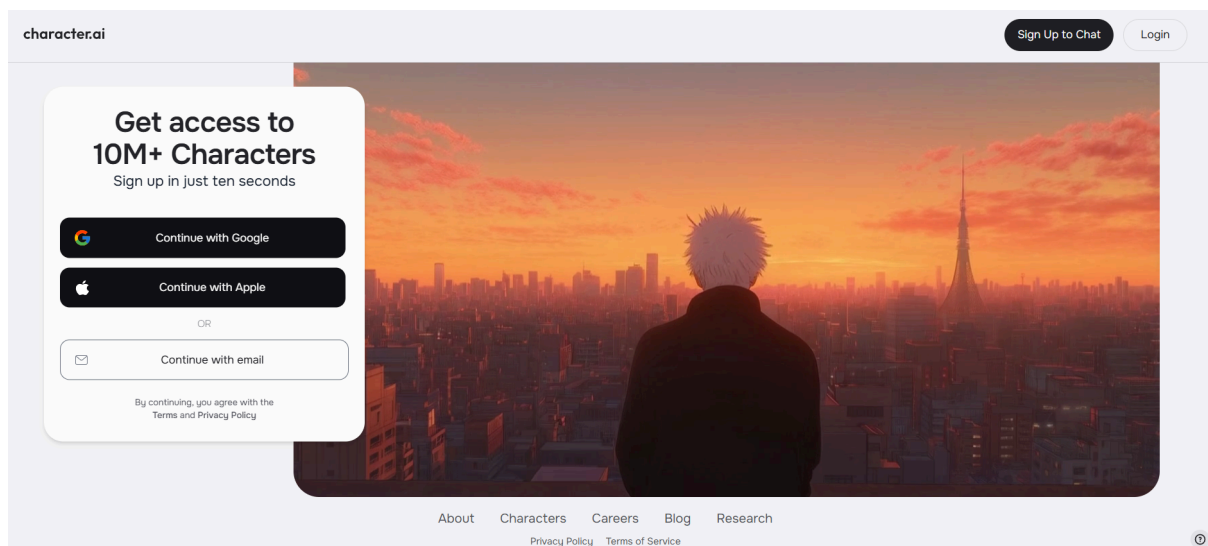 character.ai
Sign Up to Chat
Login
Get access to
10M+ Characters
Sign up in just ten seconds
Continue with Google
Continue with Apple
OR
Continue with email
By continuing, you agree with the
Terms and Privacy Policy
About Characters Careers Blog Research
Privacy Policy Terms of Service